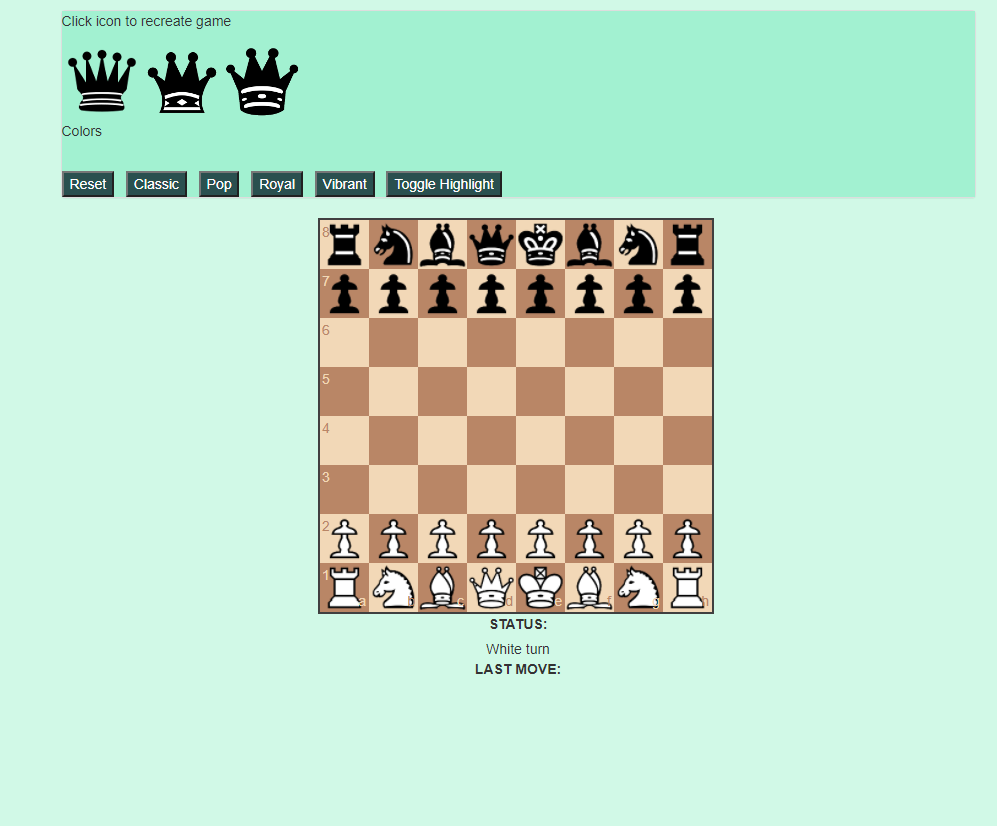 Click icon to recreate game
Colors
Reset Classic Pop Royal Vibrant Toggle Highlight
8
7
6
5
4
3
2
1
a b c d e f g h
STATUS:
White turn
LAST MOVE: